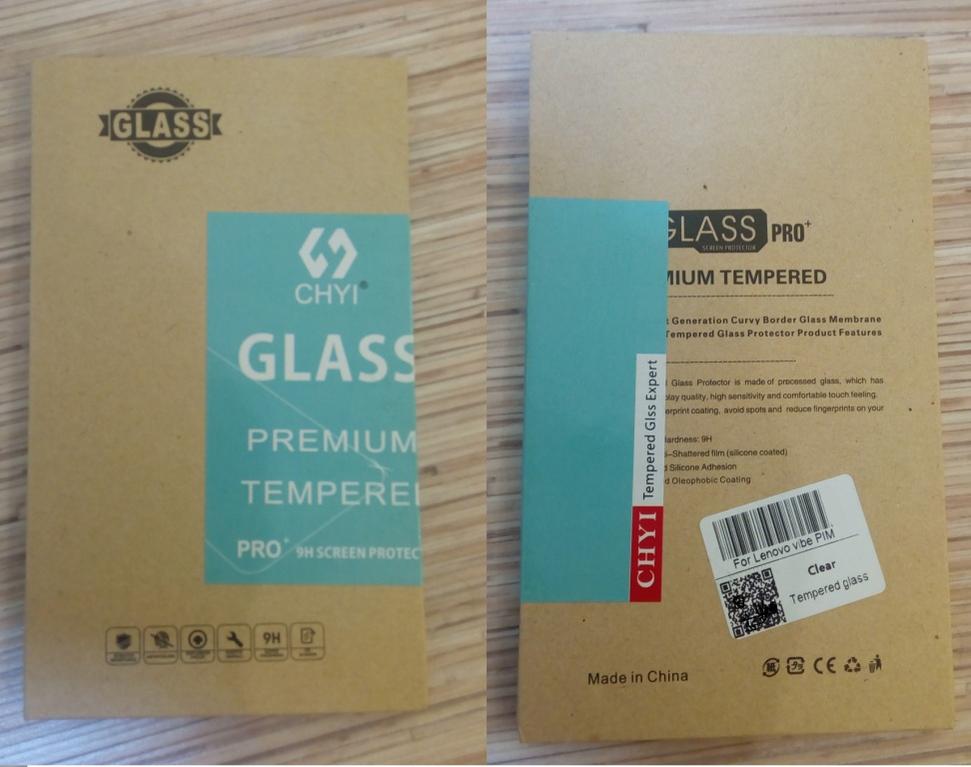 GLASS
CHYI
GLASS
PREMIUM
TEMPERE
PRO+ 9H SCREEN PROTEC
9H
GLASS PRO+
SCREEN PROTECTOR
MIUM TEMPERED
Generation Curvy Border Glass Membrane
Tempered Glass Protector Product Features
Glass Protector is made of processed glass, which has
lay quality, high sensitivity and comfortable touch feeling.
erprint coating, avoid spots and reduce fingerprints on your
ardness: 9H
-Shattered film (silicone coated)
d Silicone Adhesion
d Oleophobic Coating
CHYI Tempered Glss Expert
For Lenovo vibe PIM
Clear
Tempered glass
Made in China
CE